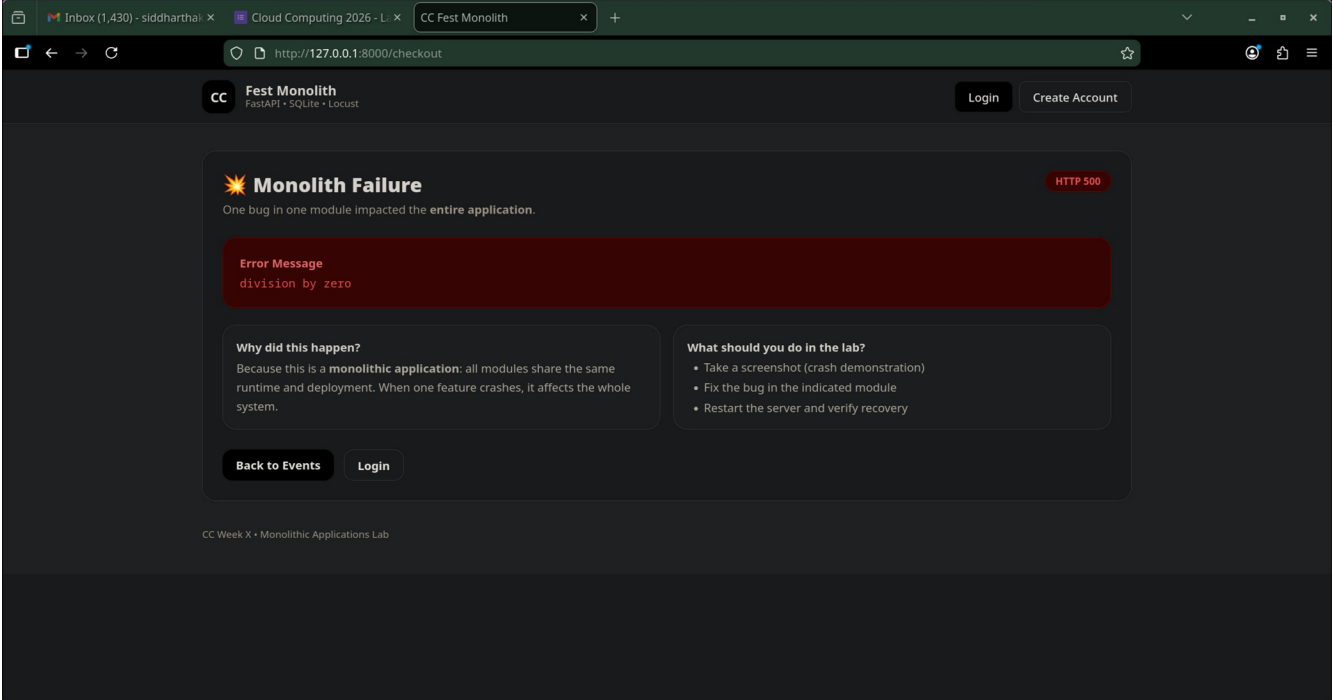 Inbox (1,430) - siddharthak
Cloud Computing 2026 - La
CC Fest Monolith
http://127.0.0.1:8000/checkout
CC
Fest Monolith
FastAPI • SQLite • Locust
Login
Create Account
💥 Monolith Failure
HTTP 500
One bug in one module impacted the entire application.
Error Message
division by zero
Why did this happen?
Because this is a monolithic application: all modules share the same
runtime and deployment. When one feature crashes, it affects the whole
system.
What should you do in the lab?
• Take a screenshot (crash demonstration)
• Fix the bug in the indicated module
• Restart the server and verify recovery
Back to Events
Login
CC Week X • Monolithic Applications Lab